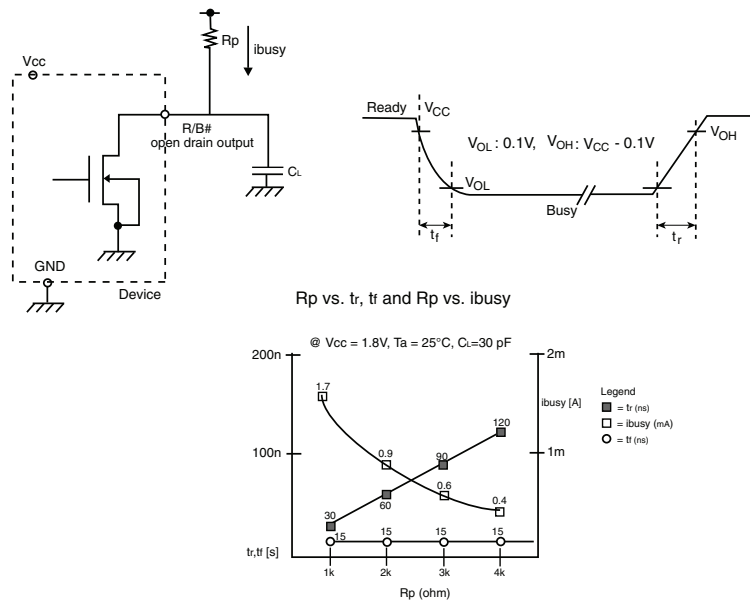 Rp
ibusy
Vcc
R/B#
open drain output
CL
GND
Device
Ready
VCC
VOL : 0.1V, VOH : VCC - 0.1V
VOH
VOL
Busy
tf
tr
Rp vs. tr, tf and Rp vs. ibusy
@ Vcc = 1.8V, Ta = 25°C, CL=30 pF
200n
2m
1.7
Legend
ibusy [A]
= tr (ns)
= ibusy (mA)
= tf (ns)
120
100n
0.9
90
1m
0.6
60
0.4
30
15
15
15
15
tr,tf [s]
1k
2k
3k
4k
Rp (ohm)